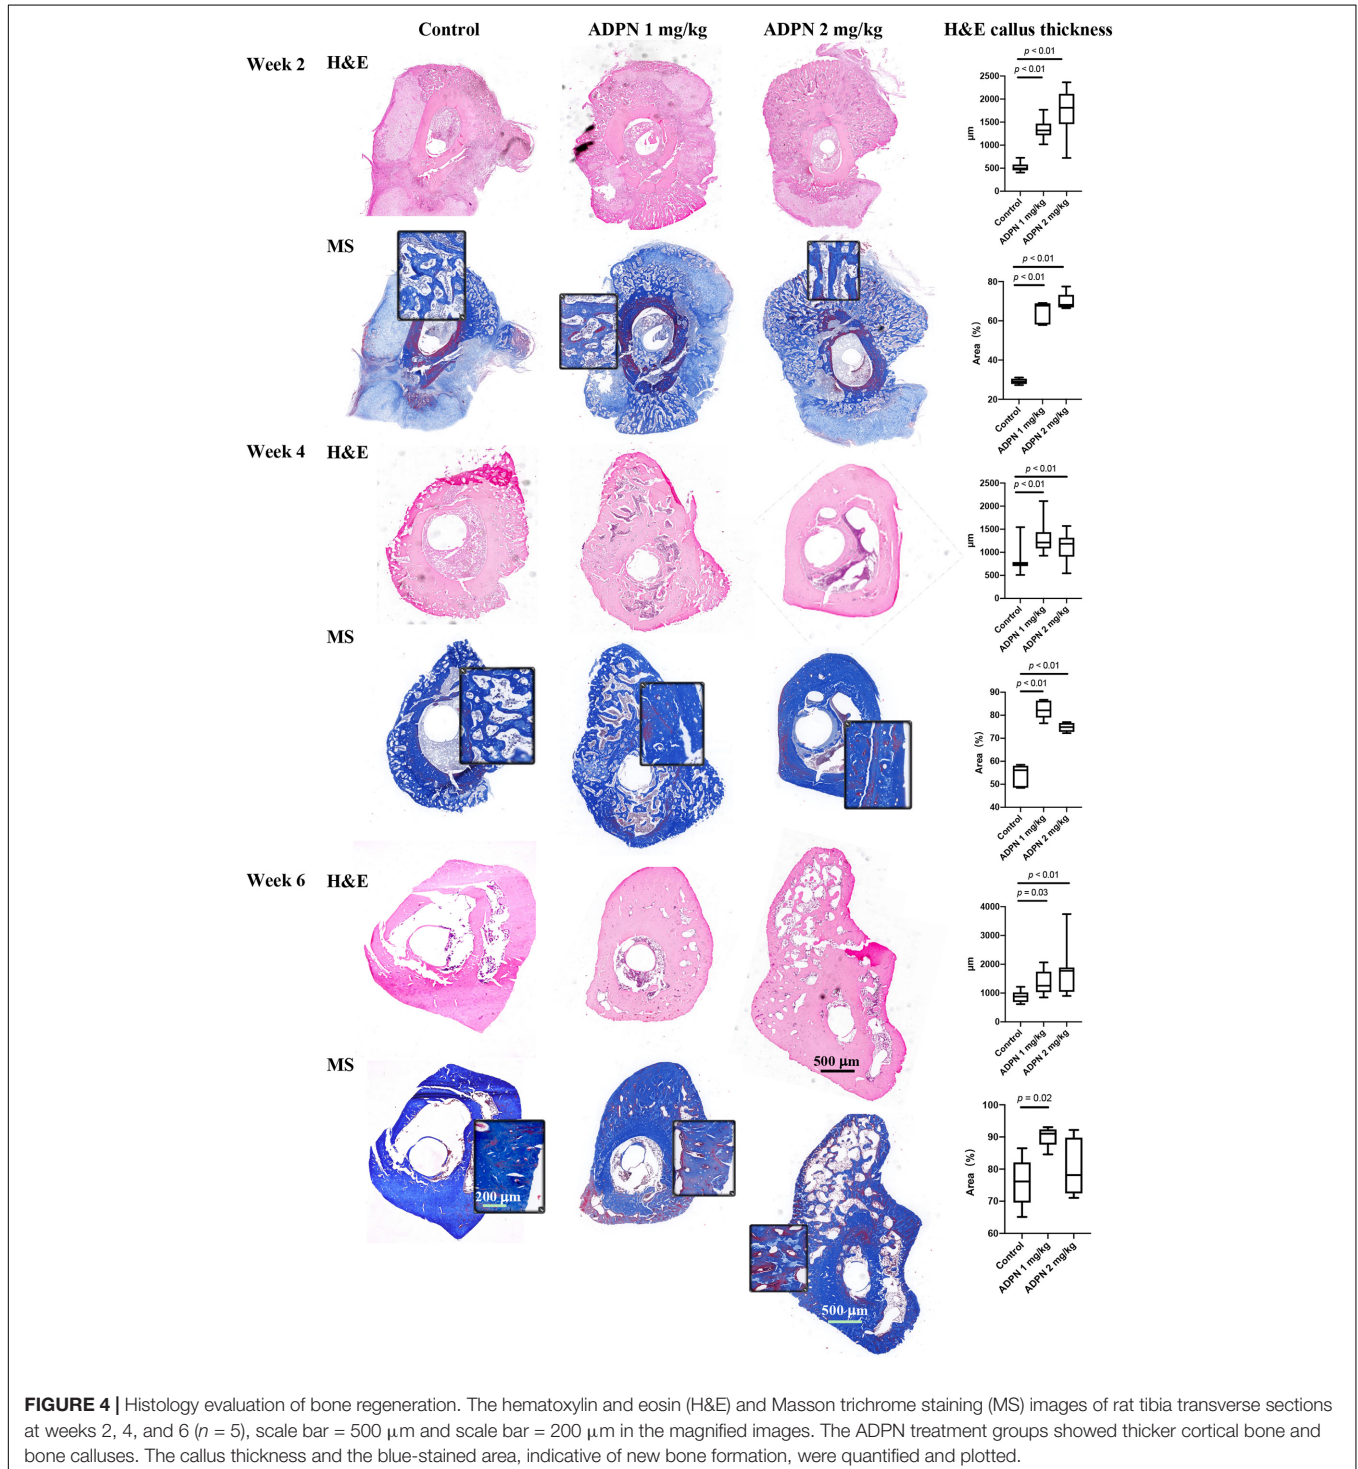 Control ADPN 1 mg/kg ADPN 2 mg/kg H&E callus thickness
Week 2 H&E
p < 0.01
p < 0.01
2500
2000
1500
1000
500
0
µm
Conrtrol
ADPN 1 mg/kg
ADPN 2 mg/kg
MS
p < 0.01
p < 0.01
80
60
40
20
Area (%)
Control
ADPN 1 mg/kg
ADPN 2 mg/kg
Week 4 H&E
p < 0.01
p < 0.01
2500
2000
1500
1000
500
0
µm
Conrtrol
ADPN 1 mg/kg
ADPN 2 mg/kg
MS
p < 0.01
p < 0.01
90
80
70
60
50
40
Area (%)
Control
ADPN 1 mg/kg
ADPN 2 mg/kg
Week 6 H&E
p < 0.01
p = 0.03
4000
3000
2000
1000
0
µm
Conrtrol
ADPN 1 mg/kg
ADPN 2 mg/kg
500 µm
MS
p = 0.02
100
90
80
70
60
Area (%)
Control
ADPN 1 mg/kg
ADPN 2 mg/kg
200 µm
500 µm
FIGURE 4 | Histology evaluation of bone regeneration. The hematoxylin and eosin (H&E) and Masson trichrome staining (MS) images of rat tibia transverse sections
at weeks 2, 4, and 6 (n = 5), scale bar = 500 µm and scale bar = 200 µm in the magnified images. The ADPN treatment groups showed thicker cortical bone and
bone calluses. The callus thickness and the blue-stained area, indicative of new bone formation, were quantified and plotted.